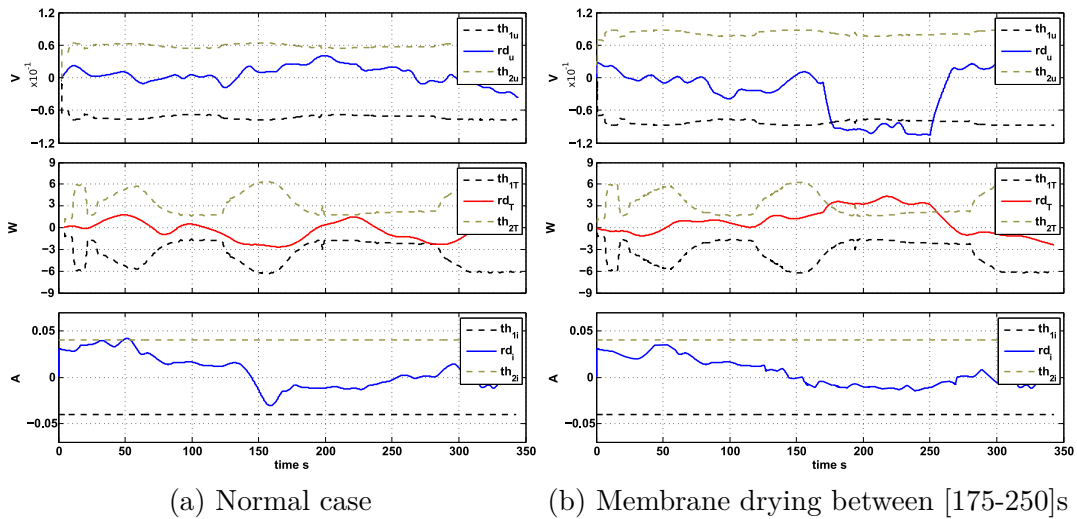 1.2
0.6
0
−0.6
−1.2
V
x10⁻¹
th₁ᵤ
rdᵤ
th₂ᵤ
9
6
3
0
−3
−6
−9
W
th₁T
rdT
th₂T
0.05
0
−0.05
A
th₁ᵢ
rdᵢ
th₂ᵢ
0 50 100 150 200 250 300 350
time s
(a) Normal case
1.2
0.6
0
−0.6
−1.2
V
x10⁻¹
th₁ᵤ
rdᵤ
th₂ᵤ
9
6
3
0
−3
−6
−9
W
th₁T
rdT
th₂T
0.05
0
−0.05
A
th₁ᵢ
rdᵢ
th₂ᵢ
0 50 100 150 200 250 300 350
time s
(b) Membrane drying between [175-250]s